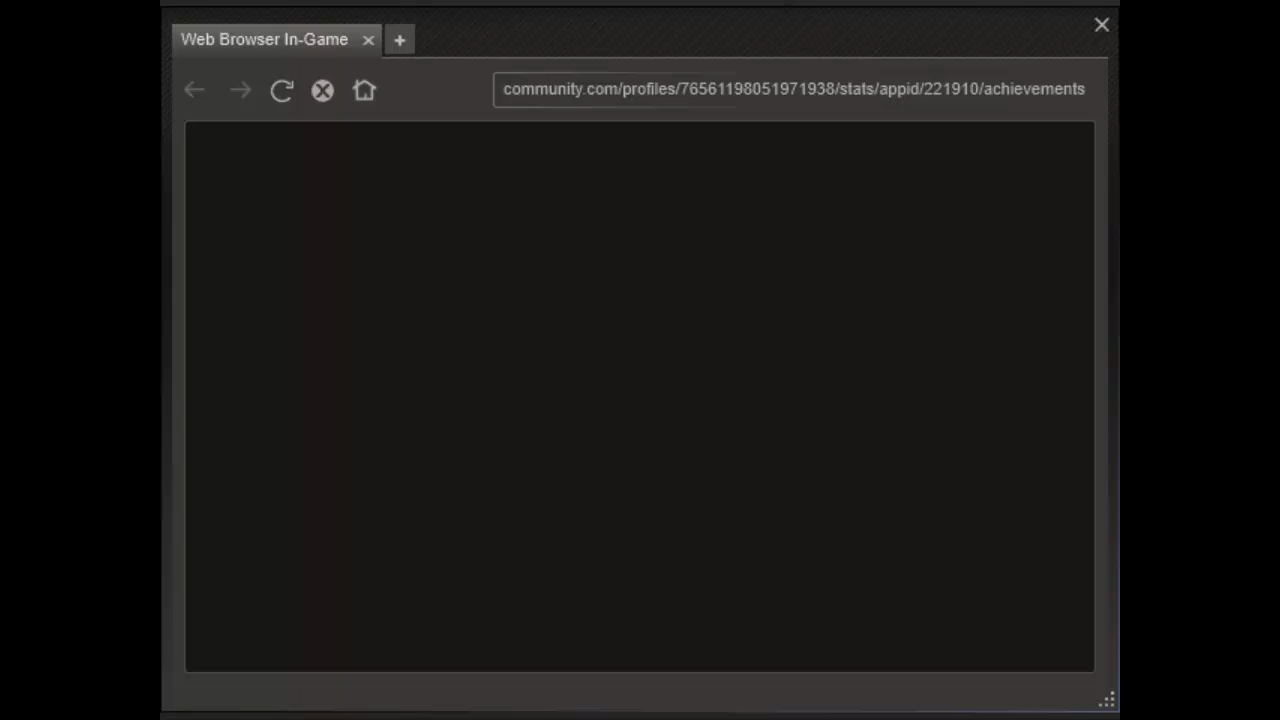 Web Browser In-Game
community.com/profiles/76561198051971938/stats/appid/221910/achievements